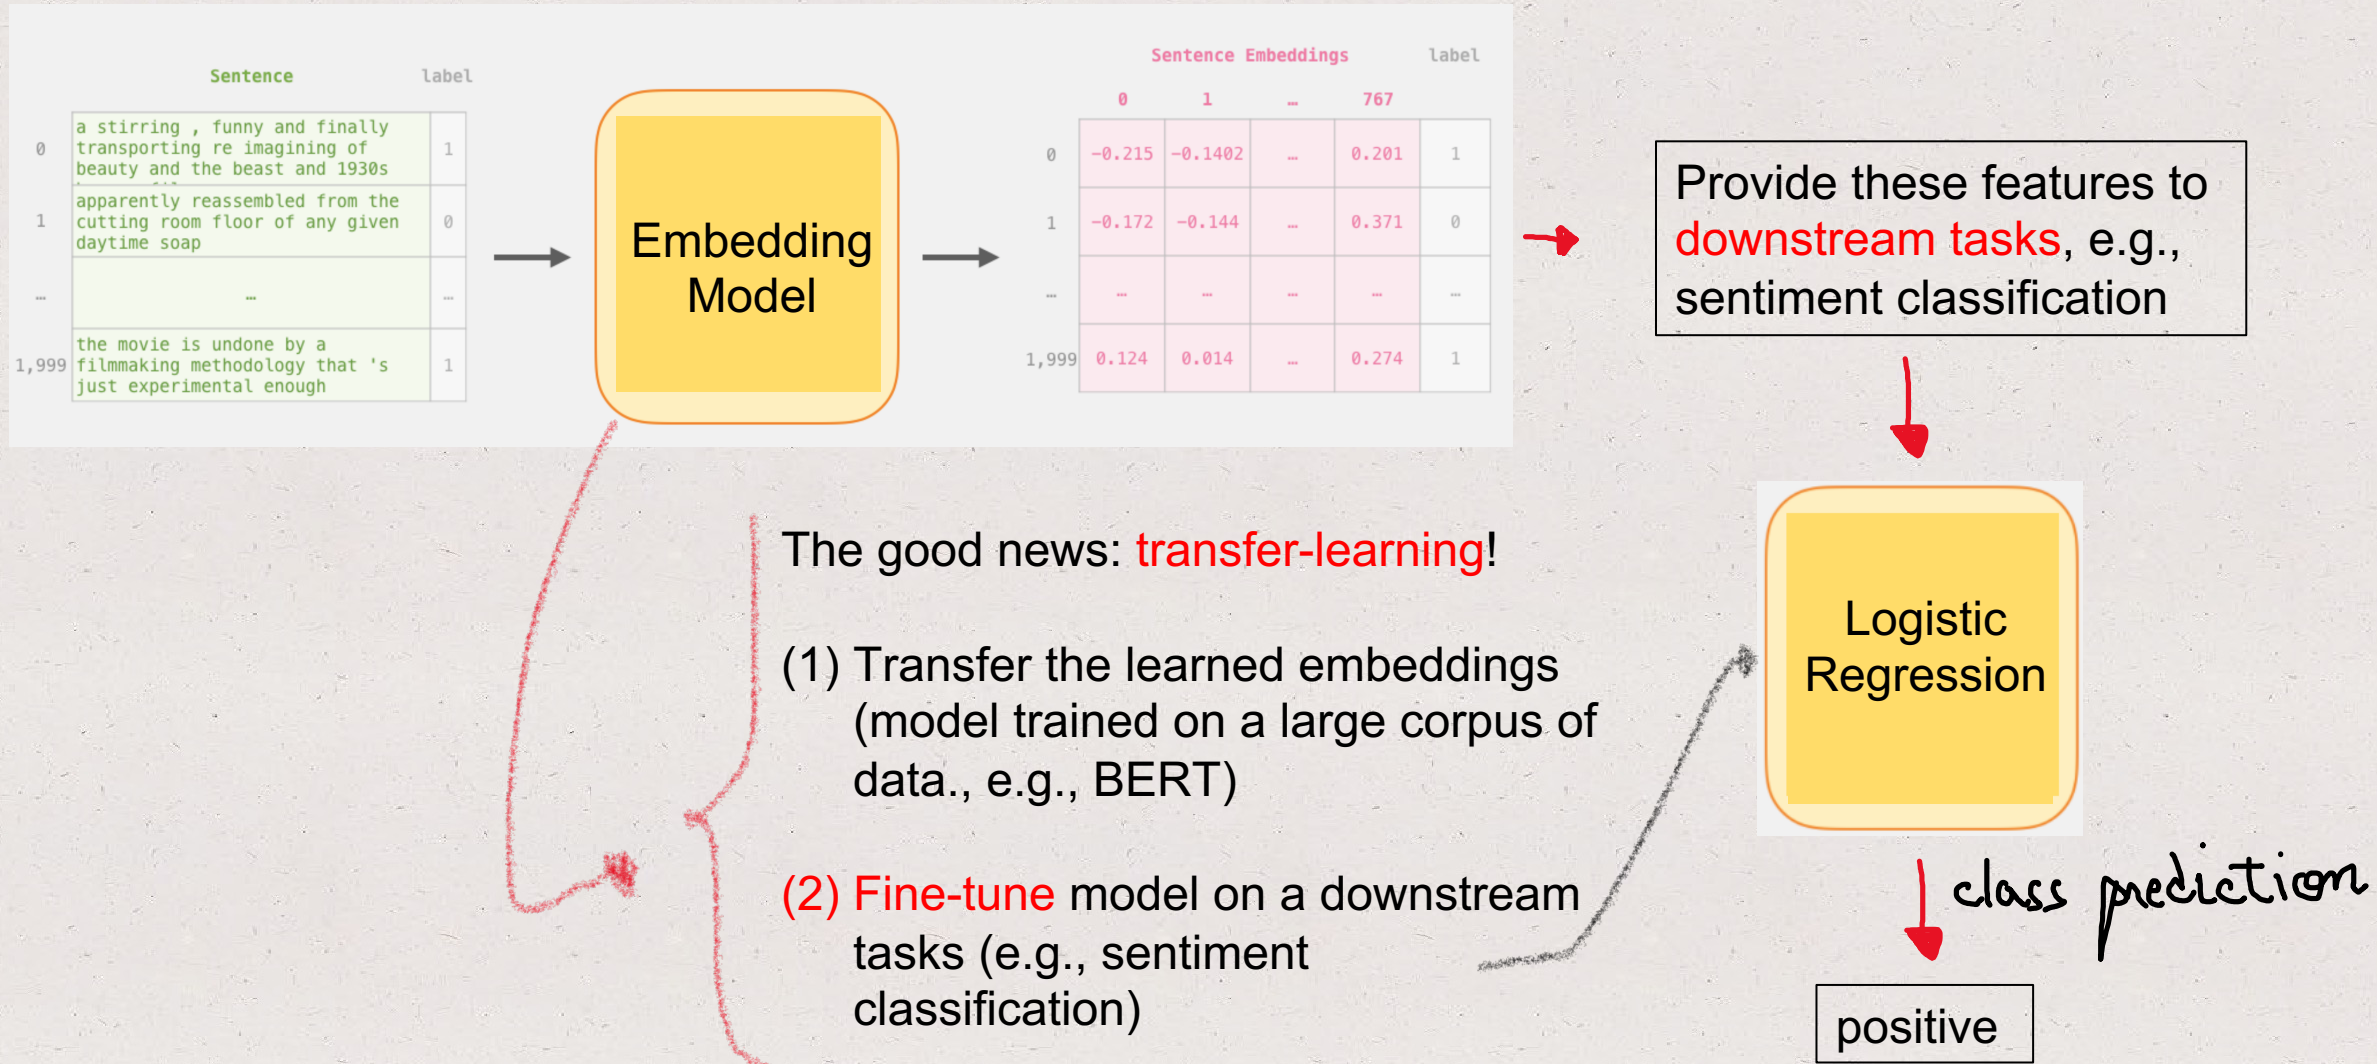 Sentence label
0 a stirring , funny and finally
transporting re imagining of
beauty and the beast and 1930s
1
1 apparently reassembled from the
cutting room floor of any given
daytime soap
0
… … …
1,999 the movie is undone by a
filmmaking methodology that 's
just experimental enough
1
Embedding
Model
Sentence Embeddings label
0 1 … 767
0 -0.215 -0.1402 … 0.201 1
1 -0.172 -0.144 … 0.371 0
… … … … … …
1,999 0.124 0.014 … 0.274 1
Provide these features to
downstream tasks, e.g.,
sentiment classification
The good news: transfer-learning!
(1) Transfer the learned embeddings
(model trained on a large corpus of
data., e.g., BERT)
(2) Fine-tune model on a downstream
tasks (e.g., sentiment
classification)
Logistic
Regression
class prediction
positive